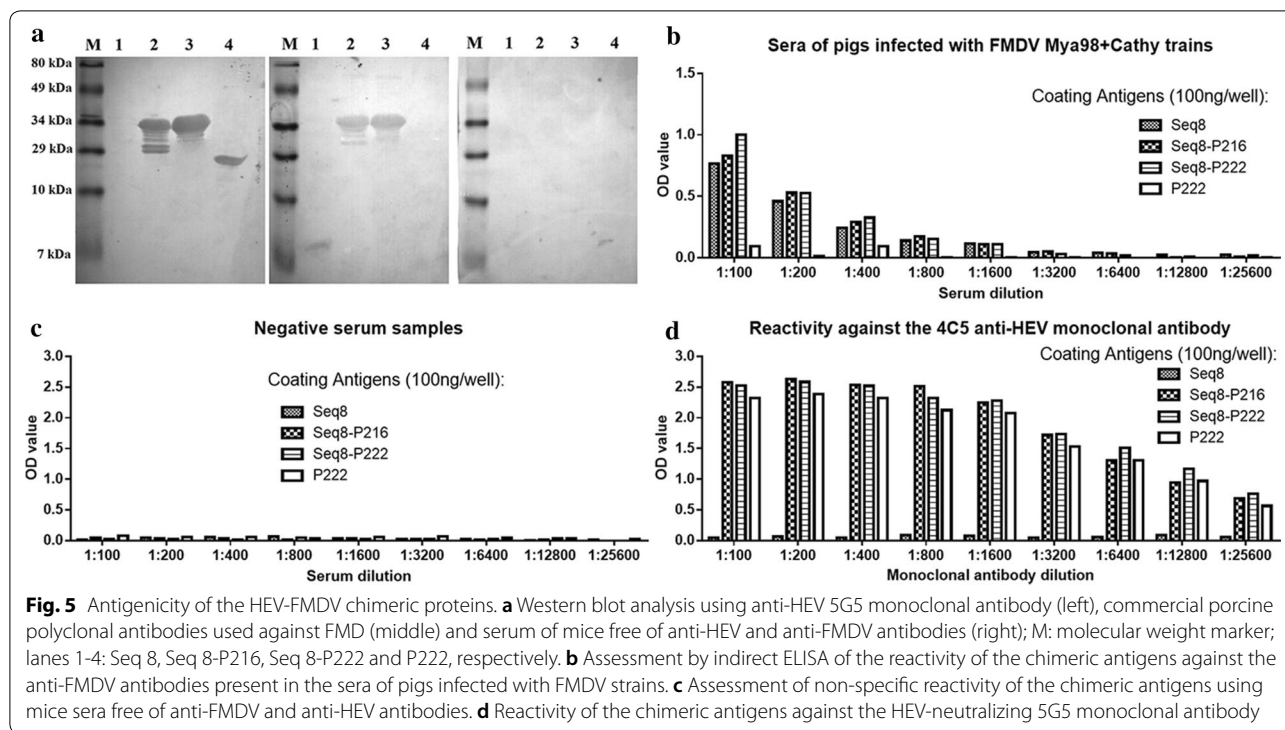 a
M 1 2 3 4 M 1 2 3 4 M 1 2 3 4
80 kDa
49 kDa
34 kDa
29 kDa
10 kDa
7 kDa
b
Sera of pigs infected with FMDV Mya98+Cathy trains
Coating Antigens (100ng/well):
Seq8
Seq8-P216
Seq8-P222
P222
OD value
1.5
1.0
0.5
0.0
1:100 1:200 1:400 1:800 1:1600 1:3200 1:6400 1:12800 1:25600
Serum dilution
c
Negative serum samples
Coating Antigens (100ng/well):
Seq8
Seq8-P216
Seq8-P222
P222
OD value
3.0
2.5
2.0
1.5
1.0
0.5
0.0
1:100 1:200 1:400 1:800 1:1600 1:3200 1:6400 1:12800 1:25600
Serum dilution
d
Reactivity against the 4C5 anti-HEV monoclonal antibody
Coating Antigens (100ng/well):
Seq8
Seq8-P216
Seq8-P222
P222
OD value
3.0
2.5
2.0
1.5
1.0
0.5
0.0
1:100 1:200 1:400 1:800 1:1600 1:3200 1:6400 1:12800 1:25600
Monoclonal antibody dilution
Fig. 5 Antigenicity of the HEV-FMDV chimeric proteins. a Western blot analysis using anti-HEV 5G5 monoclonal antibody (left), commercial porcine
polyclonal antibodies used against FMD (middle) and serum of mice free of anti-HEV and anti-FMDV antibodies (right); M: molecular weight marker;
lanes 1-4: Seq 8, Seq 8-P216, Seq 8-P222 and P222, respectively. b Assessment by indirect ELISA of the reactivity of the chimeric antigens against the
anti-FMDV antibodies present in the sera of pigs infected with FMDV strains. c Assessment of non-specific reactivity of the chimeric antigens using
mice sera free of anti-FMDV and anti-HEV antibodies. d Reactivity of the chimeric antigens against the HEV-neutralizing 5G5 monoclonal antibody